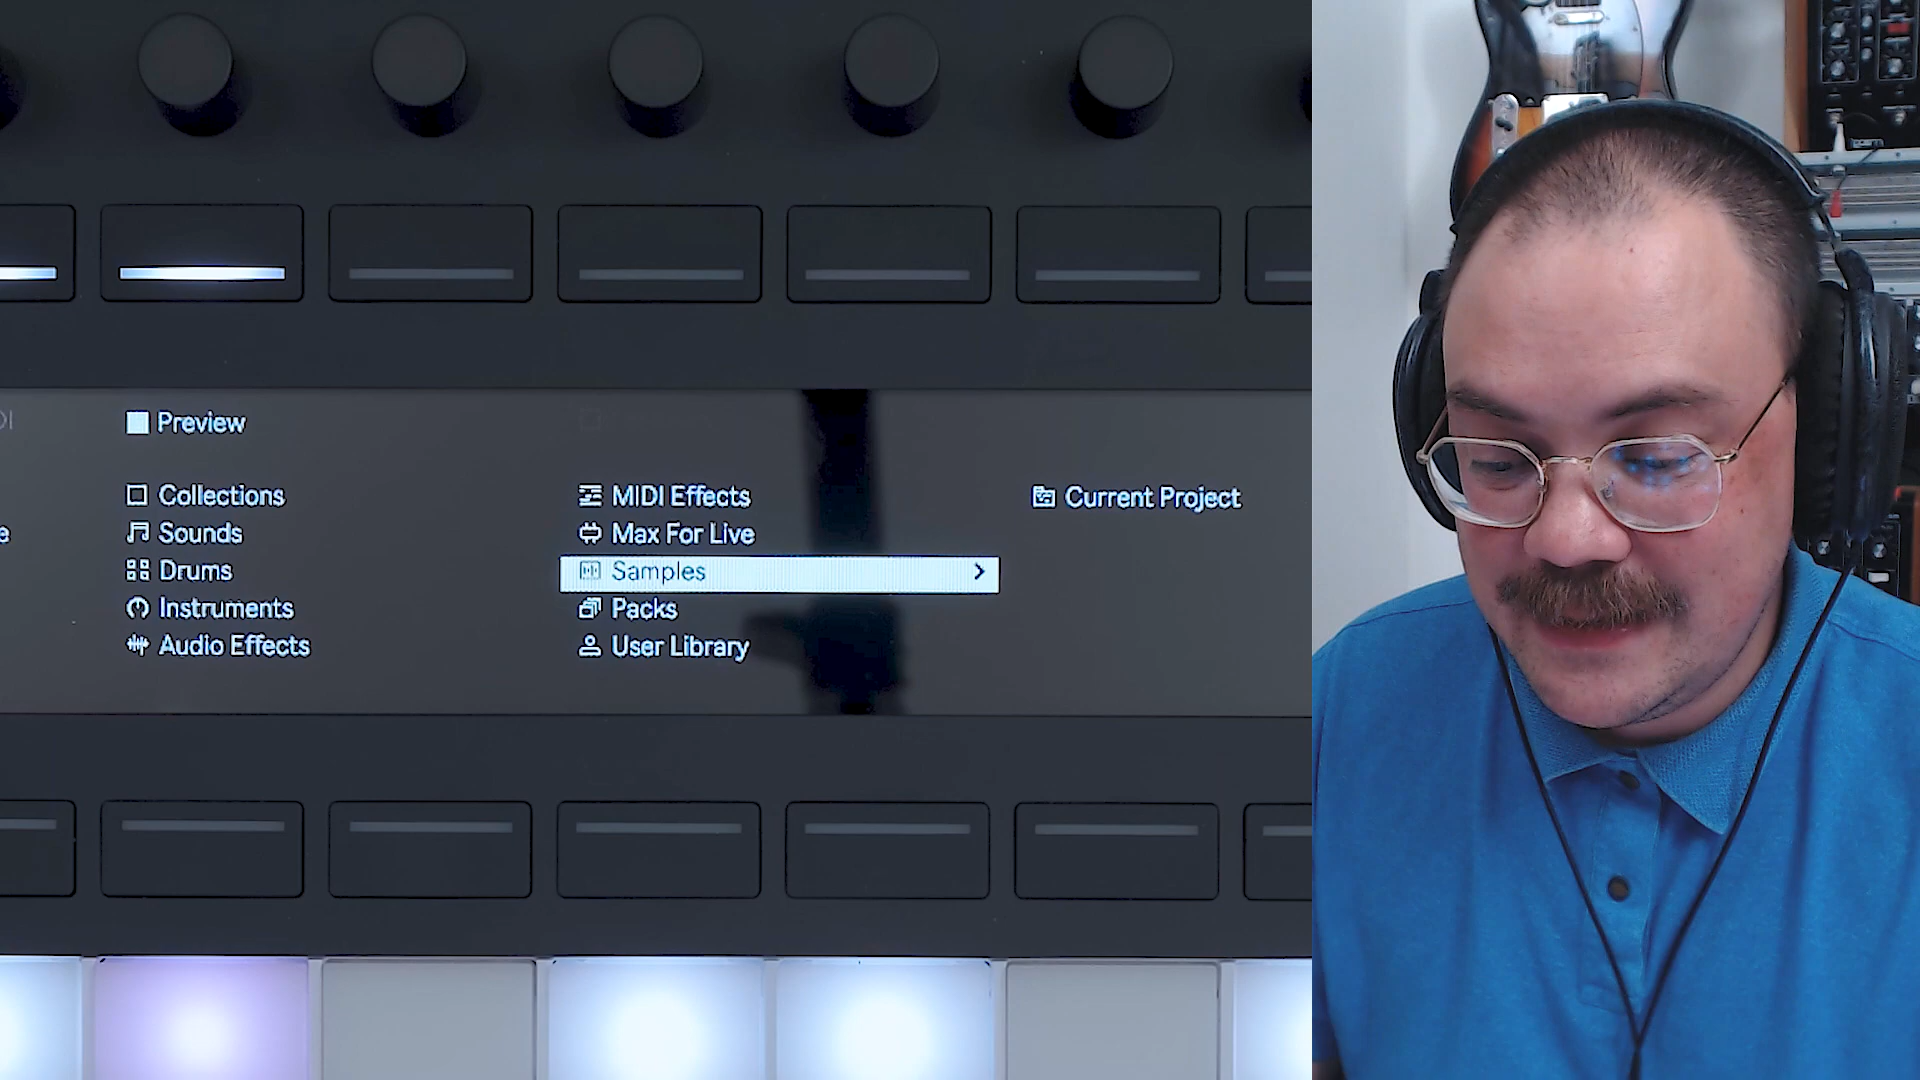 Preview
Collections
Sounds
Drums
Instruments
Audio Effects
MIDI Effects
Max For Live
Samples
Packs
User Library
Current Project